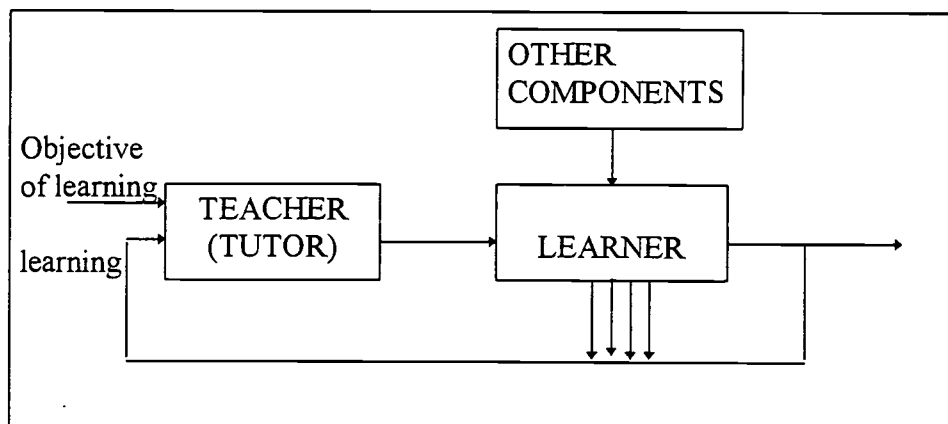 OTHER
COMPONENTS
Objective
of learning
TEACHER
(TUTOR)
learning
LEARNER